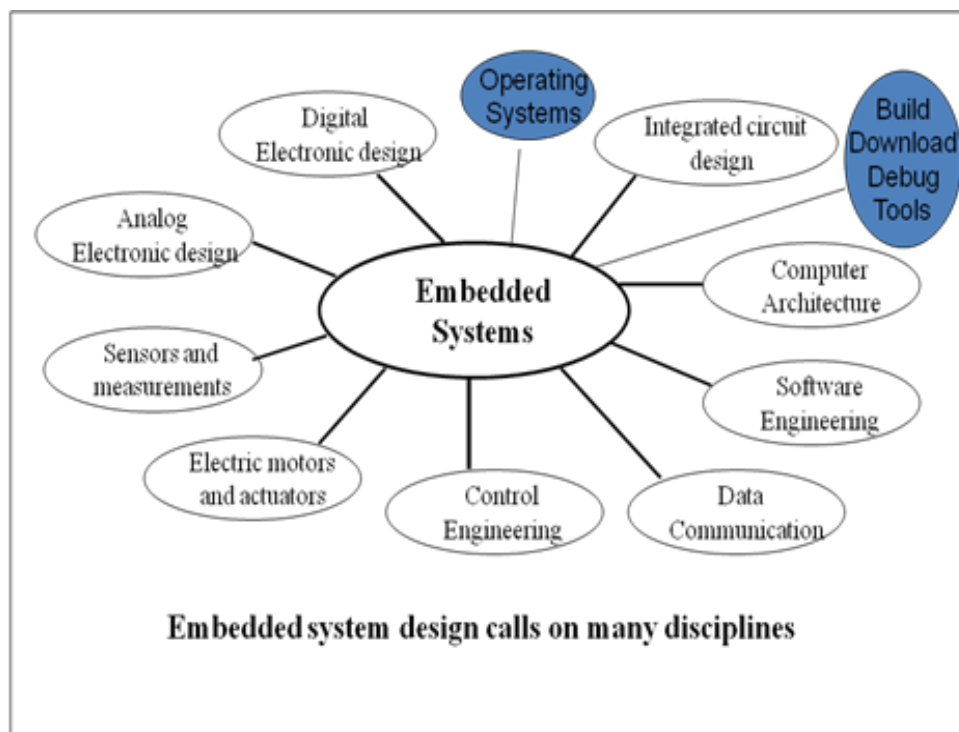 Operating
Systems
Build
Download
Debug
Tools
Digital
Electronic design
Integrated circuit
design
Analog
Electronic design
Computer
Architecture
Embedded
Systems
Sensors and
measurements
Software
Engineering
Electric motors
and actuators
Control
Engineering
Data
Communication
Embedded system design calls on many disciplines